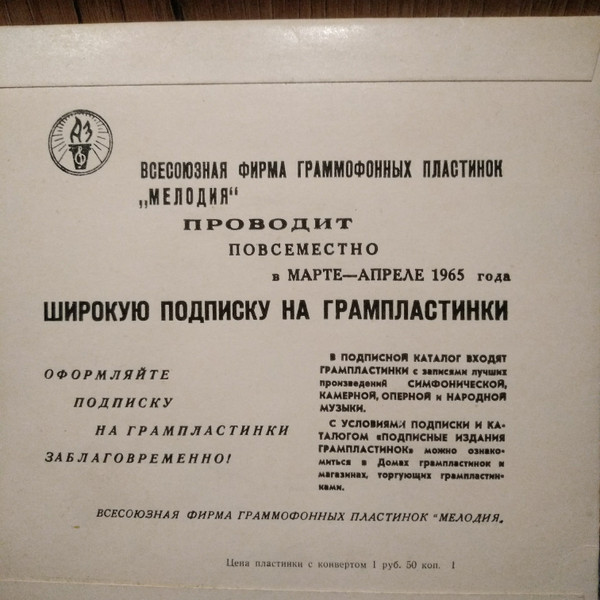 АЗ
ВСЕСОЮЗНАЯ ФИРМА ГРАММОФОННЫХ ПЛАСТИНОК
„МЕЛОДИЯ“
ПРОВОДИТ
ПОВСЕМЕСТНО
в МАРТЕ—АПРЕЛЕ 1965 года
ШИРОКУЮ ПОДПИСКУ НА ГРАМПЛАСТИНКИ
ОФОРМЛЯЙТЕ
ПОДПИСКУ
НА ГРАМПЛАСТИНКИ
ЗАБЛАГОВРЕМЕННО!
В ПОДПИСНОЙ КАТАЛОГ ВХОДЯТ
ГРАМПЛАСТИНКИ с записями лучших
произведений СИМФОНИЧЕСКОЙ,
КАМЕРНОЙ, ОПЕРНОЙ и НАРОДНОЙ
МУЗЫКИ.
С УСЛОВИЯМИ ПОДПИСКИ И КА-
ТАЛОГОМ «ПОДПИСНЫЕ ИЗДАНИЯ
ГРАМПЛАСТИНОК» можно ознако-
миться в Домах грампластинок и
магазинах, торгующих грампластин-
ками.
ВСЕСОЮЗНАЯ ФИРМА ГРАММОФОННЫХ ПЛАСТИНОК "МЕЛОДИЯ„
Цена пластинки с конвертом 1 руб. 50 коп. 1